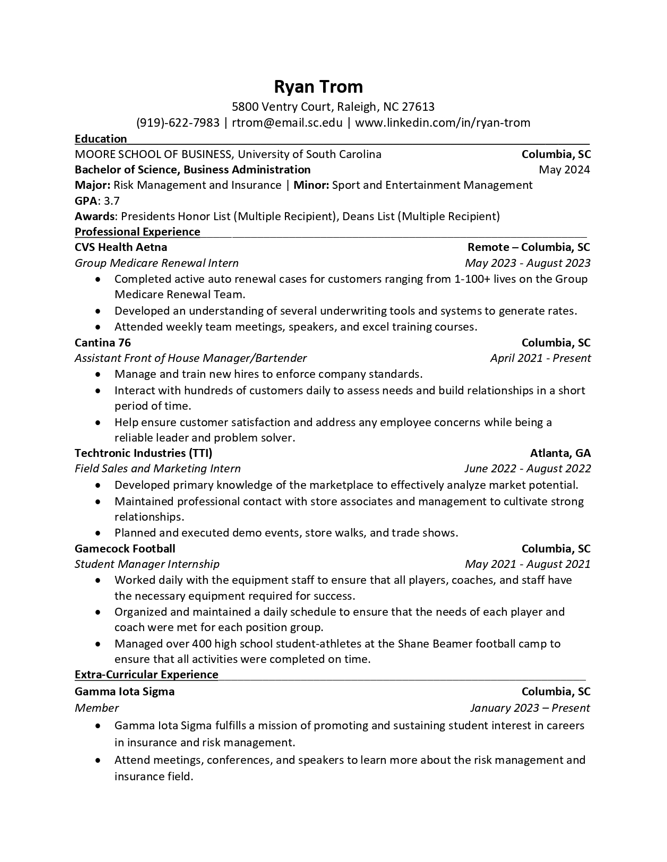 Ryan Trom
5800 Ventry Court, Raleigh, NC 27613
(919)-622-7983 | rtrom@email.sc.edu | www.linkedin.com/in/ryan-trom
Education
MOORE SCHOOL OF BUSINESS, University of South Carolina Columbia, SC
Bachelor of Science, Business Administration May 2024
Major: Risk Management and Insurance | Minor: Sport and Entertainment Management
GPA: 3.7
Awards: Presidents Honor List (Multiple Recipient), Deans List (Multiple Recipient)
Professional Experience
CVS Health Aetna Remote – Columbia, SC
Group Medicare Renewal Intern May 2023 - August 2023
• Completed active auto renewal cases for customers ranging from 1-100+ lives on the Group
Medicare Renewal Team.
• Developed an understanding of several underwriting tools and systems to generate rates.
• Attended weekly team meetings, speakers, and excel training courses.
Cantina 76 Columbia, SC
Assistant Front of House Manager/Bartender April 2021 - Present
• Manage and train new hires to enforce company standards.
• Interact with hundreds of customers daily to assess needs and build relationships in a short
period of time.
• Help ensure customer satisfaction and address any employee concerns while being a
reliable leader and problem solver.
Techtronic Industries (TTI) Atlanta, GA
Field Sales and Marketing Intern June 2022 - August 2022
• Developed primary knowledge of the marketplace to effectively analyze market potential.
• Maintained professional contact with store associates and management to cultivate strong
relationships.
• Planned and executed demo events, store walks, and trade shows.
Gamecock Football Columbia, SC
Student Manager Internship May 2021 - August 2021
• Worked daily with the equipment staff to ensure that all players, coaches, and staff have
the necessary equipment required for success.
• Organized and maintained a daily schedule to ensure that the needs of each player and
coach were met for each position group.
• Managed over 400 high school student-athletes at the Shane Beamer football camp to
ensure that all activities were completed on time.
Extra-Curricular Experience
Gamma Iota Sigma Columbia, SC
Member January 2023 – Present
• Gamma Iota Sigma fulfills a mission of promoting and sustaining student interest in careers
in insurance and risk management.
• Attend meetings, conferences, and speakers to learn more about the risk management and
insurance field.